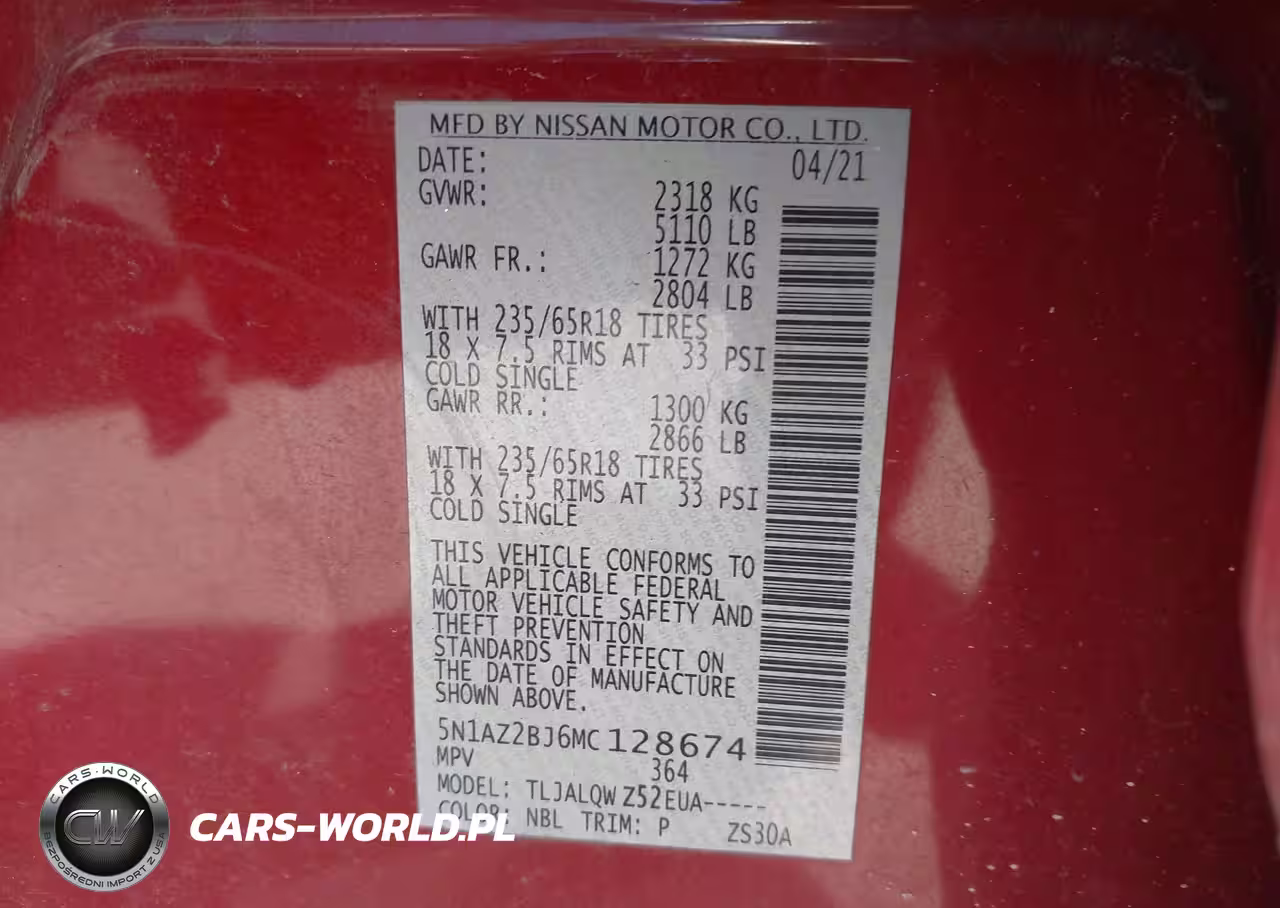 MFD BY NISSAN MOTOR CO., LTD.
DATE: 04/21
GVWR: 2318 KG
5110 LB
GAWR FR.: 1272 KG
2804 LB
WITH 235/65R18 TIRES
18 X 7.5 RIMS AT 33 PSI
COLD SINGLE
GAWR RR.: 1300 KG
2866 LB
WITH 235/65R18 TIRES
18 X 7.5 RIMS AT 33 PSI
COLD SINGLE
THIS VEHICLE CONFORMS TO
ALL APPLICABLE FEDERAL
MOTOR VEHICLE SAFETY AND
THEFT PREVENTION
STANDARDS IN EFFECT ON
THE DATE OF MANUFACTURE
SHOWN ABOVE.
5N1AZ2BJ6MC128674
MPV 364
MODEL: TLJALQW Z52EUA-----
COLOR: NBL TRIM: P ZS30A
CARS-WORLD
CW
BEZPOŚREDNI IMPORT Z USA
CARS-WORLD.PL